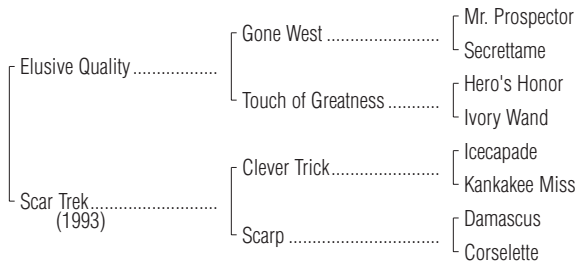 Mr. Prospector
Gone West ......................
Secrettame
Elusive Quality .................
Hero's Honor
Touch of Greatness ...........
Ivory Wand
Icecapade
Clever Trick.....................
Kankakee Miss
Scar Trek.........................
(1993)
Damascus
Scarp ..............................
Corselette